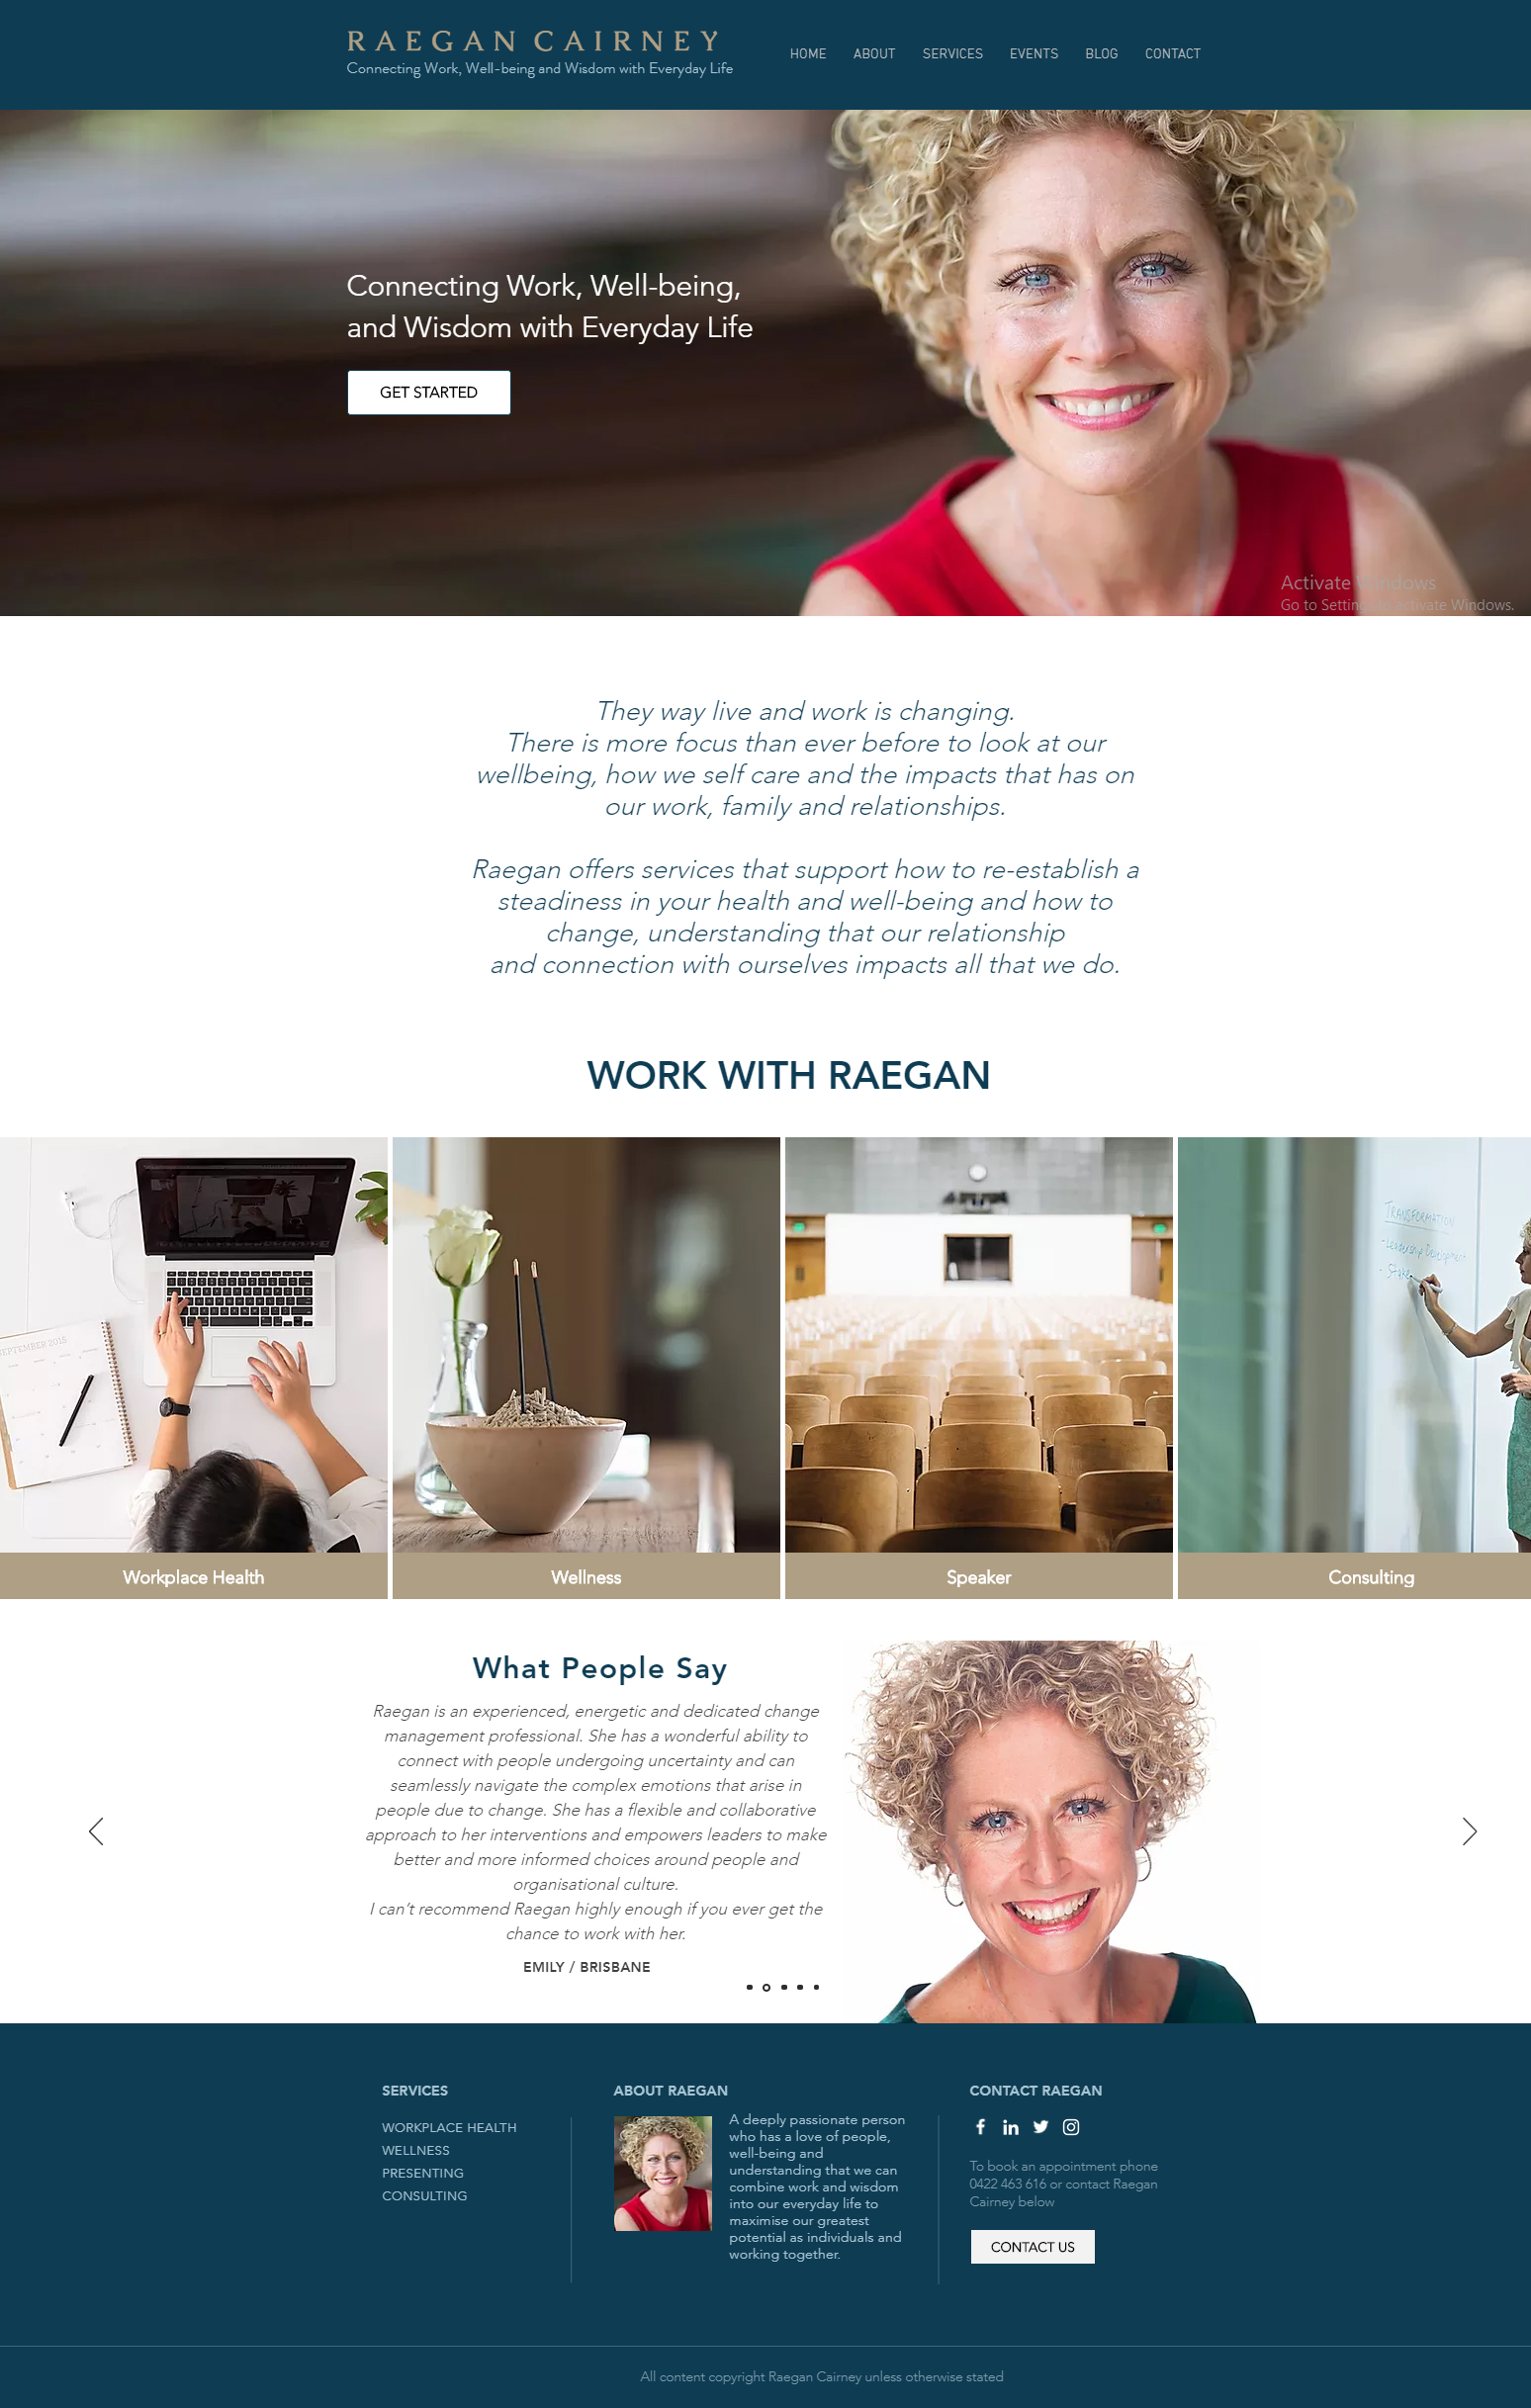 RAEGAN CAIRNEY
Connecting Work, Well-being and Wisdom with Everyday Life
HOME ABOUT SERVICES EVENTS BLOG CONTACT
Connecting Work, Well-being,
and Wisdom with Everyday Life
GET STARTED
Activate Windows
Go to Settings to activate Windows.
They way live and work is changing.
There is more focus than ever before to look at our
wellbeing, how we self care and the impacts that has on
our work, family and relationships.
Raegan offers services that support how to re-establish a
steadiness in your health and well-being and how to
change, understanding that our relationship
and connection with ourselves impacts all that we do.
WORK WITH RAEGAN
SEPTEMBER 2015
TRANSFORMATION
- Leadership Development
Workplace Health
Wellness
Speaker
Consulting
What People Say
Raegan is an experienced, energetic and dedicated change
management professional. She has a wonderful ability to
connect with people undergoing uncertainty and can
seamlessly navigate the complex emotions that arise in
people due to change. She has a flexible and collaborative
approach to her interventions and empowers leaders to make
better and more informed choices around people and
organisational culture.
I can't recommend Raegan highly enough if you ever get the
chance to work with her.
EMILY / BRISBANE
SERVICES
WORKPLACE HEALTH
WELLNESS
PRESENTING
CONSULTING
ABOUT RAEGAN
A deeply passionate person
who has a love of people,
well-being and
understanding that we can
combine work and wisdom
into our everyday life to
maximise our greatest
potential as individuals and
working together.
CONTACT RAEGAN
To book an appointment phone
0422 463 616 or contact Raegan
Cairney below
CONTACT US
All content copyright Raegan Cairney unless otherwise stated